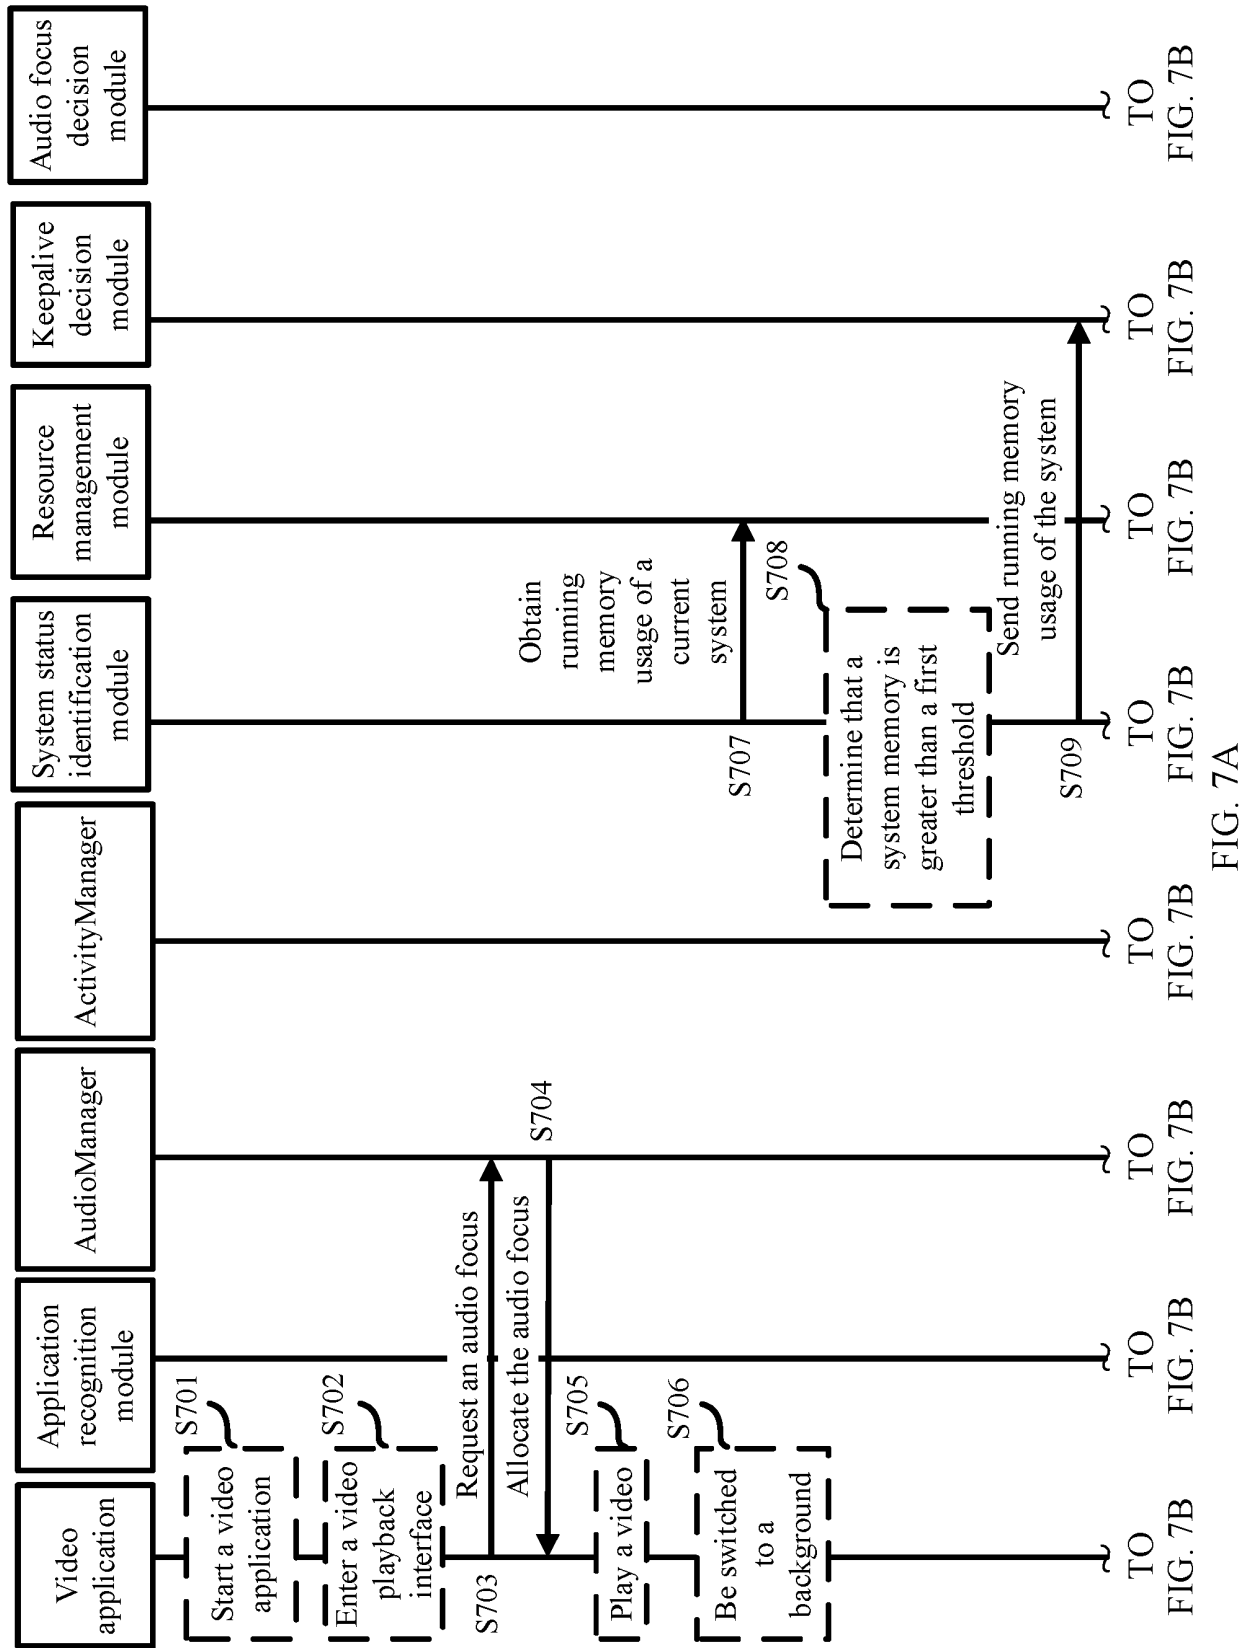 Video
application
Application
recognition
module
AudioManager
ActivityManager
System status
identification
module
Resource
management
module
Keepalive
decision
module
Audio focus
decision
module
S701
Start a video
application
S702
Enter a video
playback
interface
S703
Request an audio focus
S704
Allocate the audio focus
S705
Play a video
S706
Be switched
to a
background
S707
Obtain
running
memory
usage of a
current
system
S708
Determine that a
system memory is
greater than a first
threshold
S709
Send running memory
usage of the system
TO
FIG. 7B
TO
FIG. 7B
TO
FIG. 7B
TO
FIG. 7B
TO
FIG. 7B
TO
FIG. 7B
TO
FIG. 7B
TO
FIG. 7B
FIG. 7A